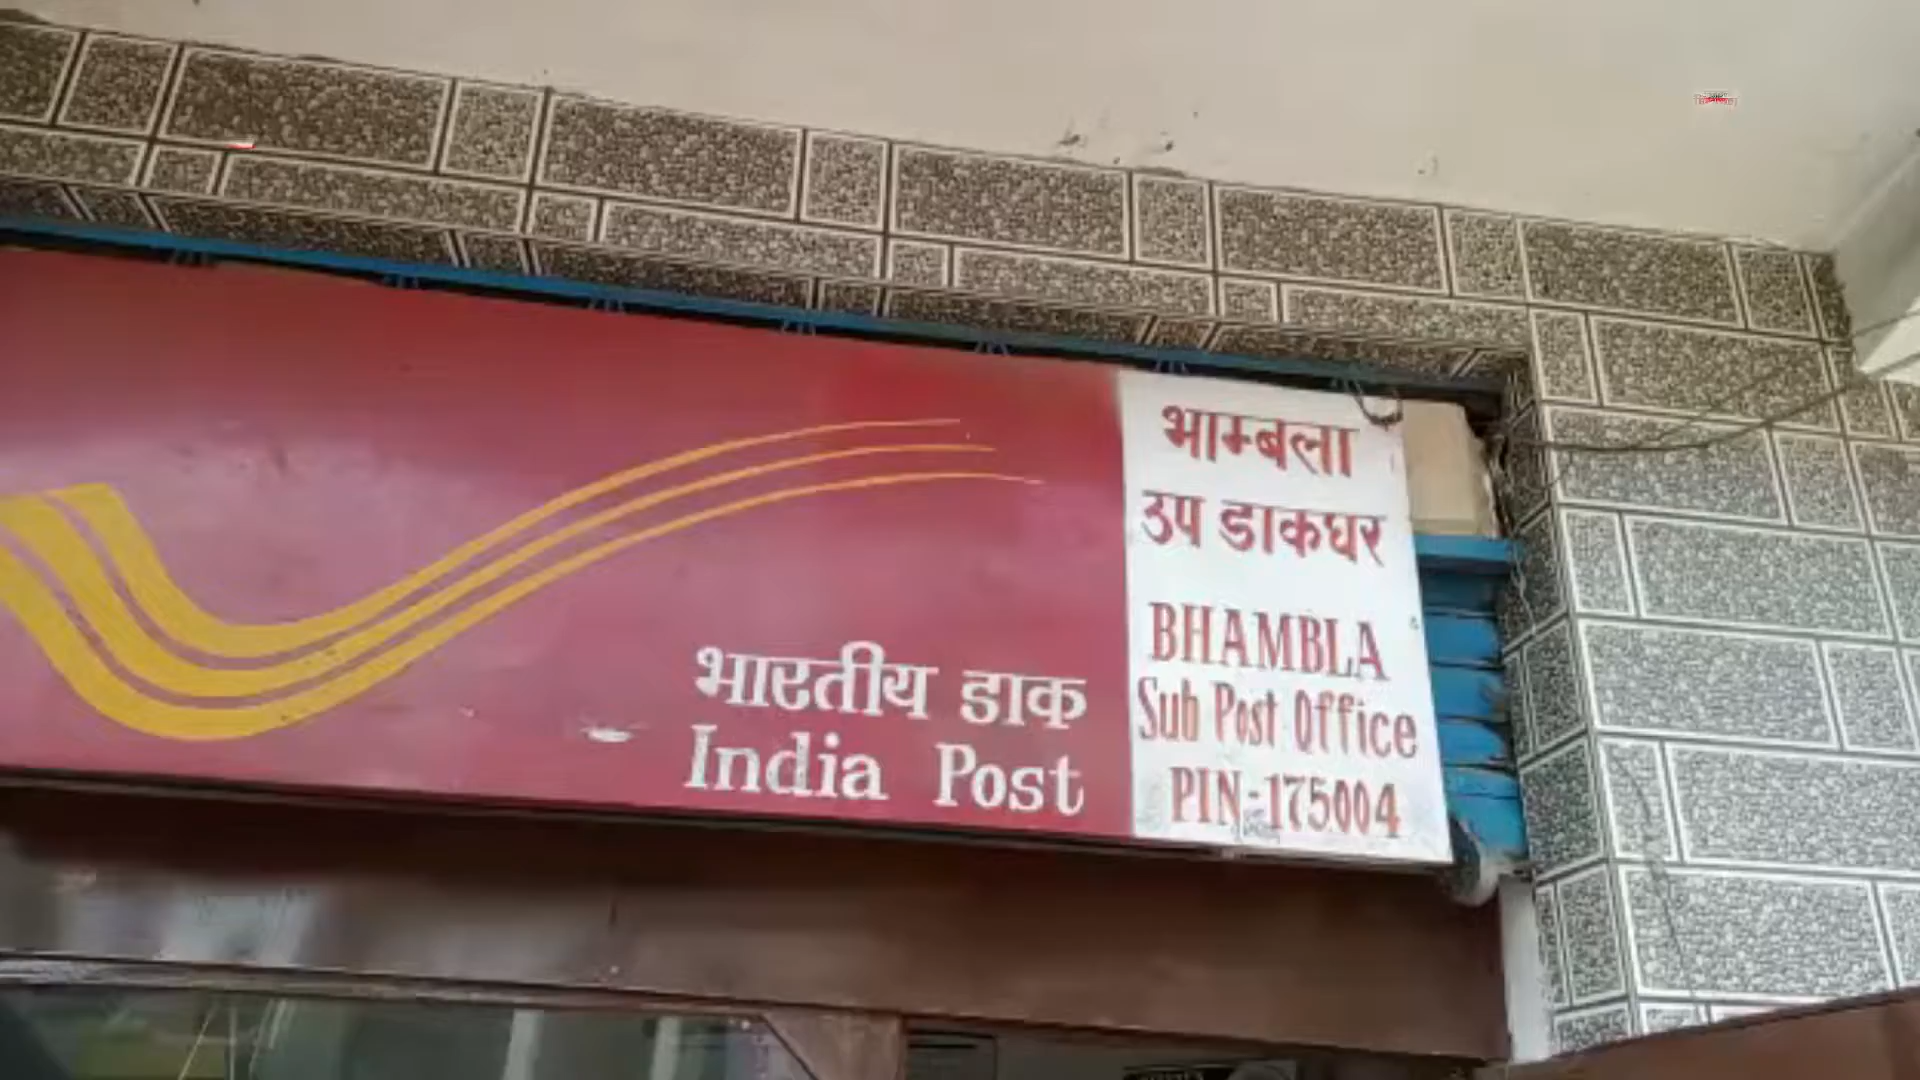 भारतीय डाक
India Post
भाम्बला
उप डाकघर
BHAMBLA
Sub Post Office
PIN-175004